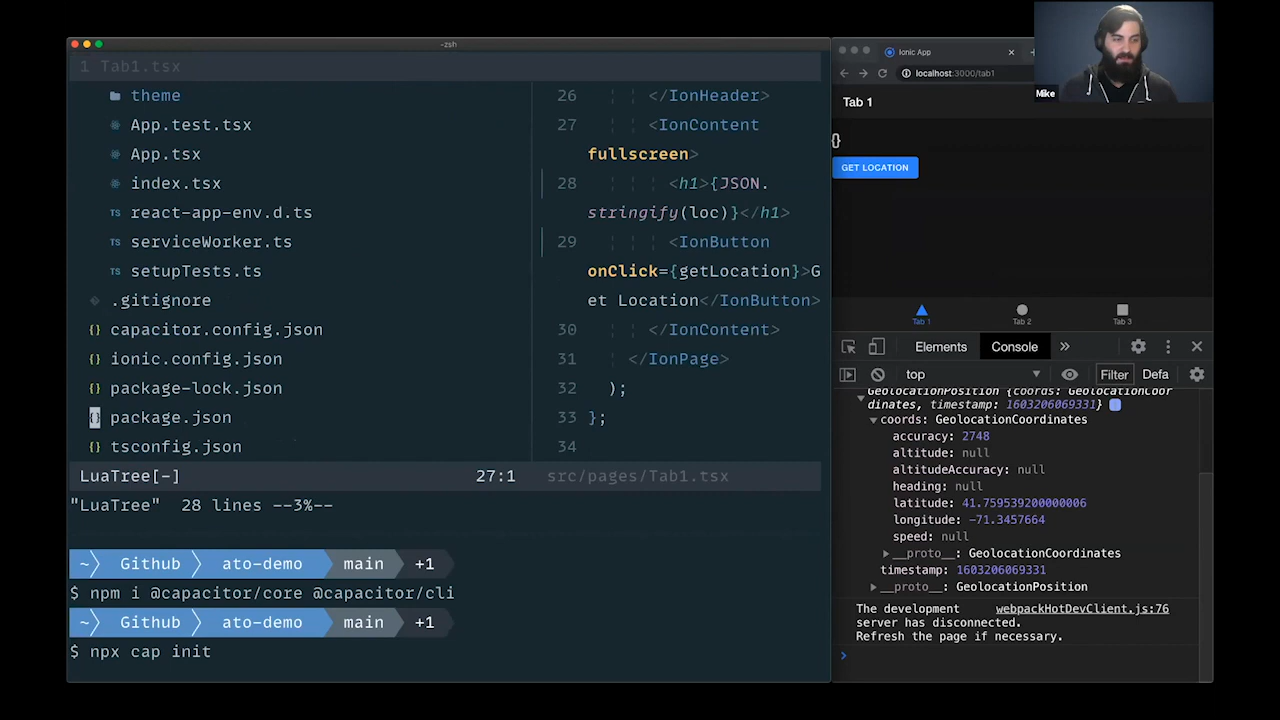 -zsh
1 Tab1.tsx
theme
App.test.tsx
App.tsx
index.tsx
TS react-app-env.d.ts
TS serviceWorker.ts
TS setupTests.ts
.gitignore
{} capacitor.config.json
{} ionic.config.json
{} package-lock.json
{} package.json
{} tsconfig.json
LuaTree[-] 27:1
"LuaTree" 28 lines --3%--
26 </IonHeader>
27 <IonContent
fullscreen>
28 <h1>{JSON.
stringify(loc)}</h1>
29 <IonButton
onClick={getLocation}>G
et Location</IonButton>
30 </IonContent>
31 </IonPage>
32 );
33 };
34
src/pages/Tab1.tsx
~ Github ato-demo main +1
$ npm i @capacitor/core @capacitor/cli
~ Github ato-demo main +1
$ npx cap init
Ionic App
localhost:3000/tab1
Mike
Tab 1
{}
GET LOCATION
Tab 1 Tab 2 Tab 3
Elements Console
top Filter Defa
GeolocationPosition {coords: GeolocationCoor
dinates, timestamp: 1603206069331}
coords: GeolocationCoordinates
accuracy: 2748
altitude: null
altitudeAccuracy: null
heading: null
latitude: 41.759539200000006
longitude: -71.3457664
speed: null
__proto__: GeolocationCoordinates
timestamp: 1603206069331
__proto__: GeolocationPosition
The development webpackHotDevClient.js:76
server has disconnected.
Refresh the page if necessary.